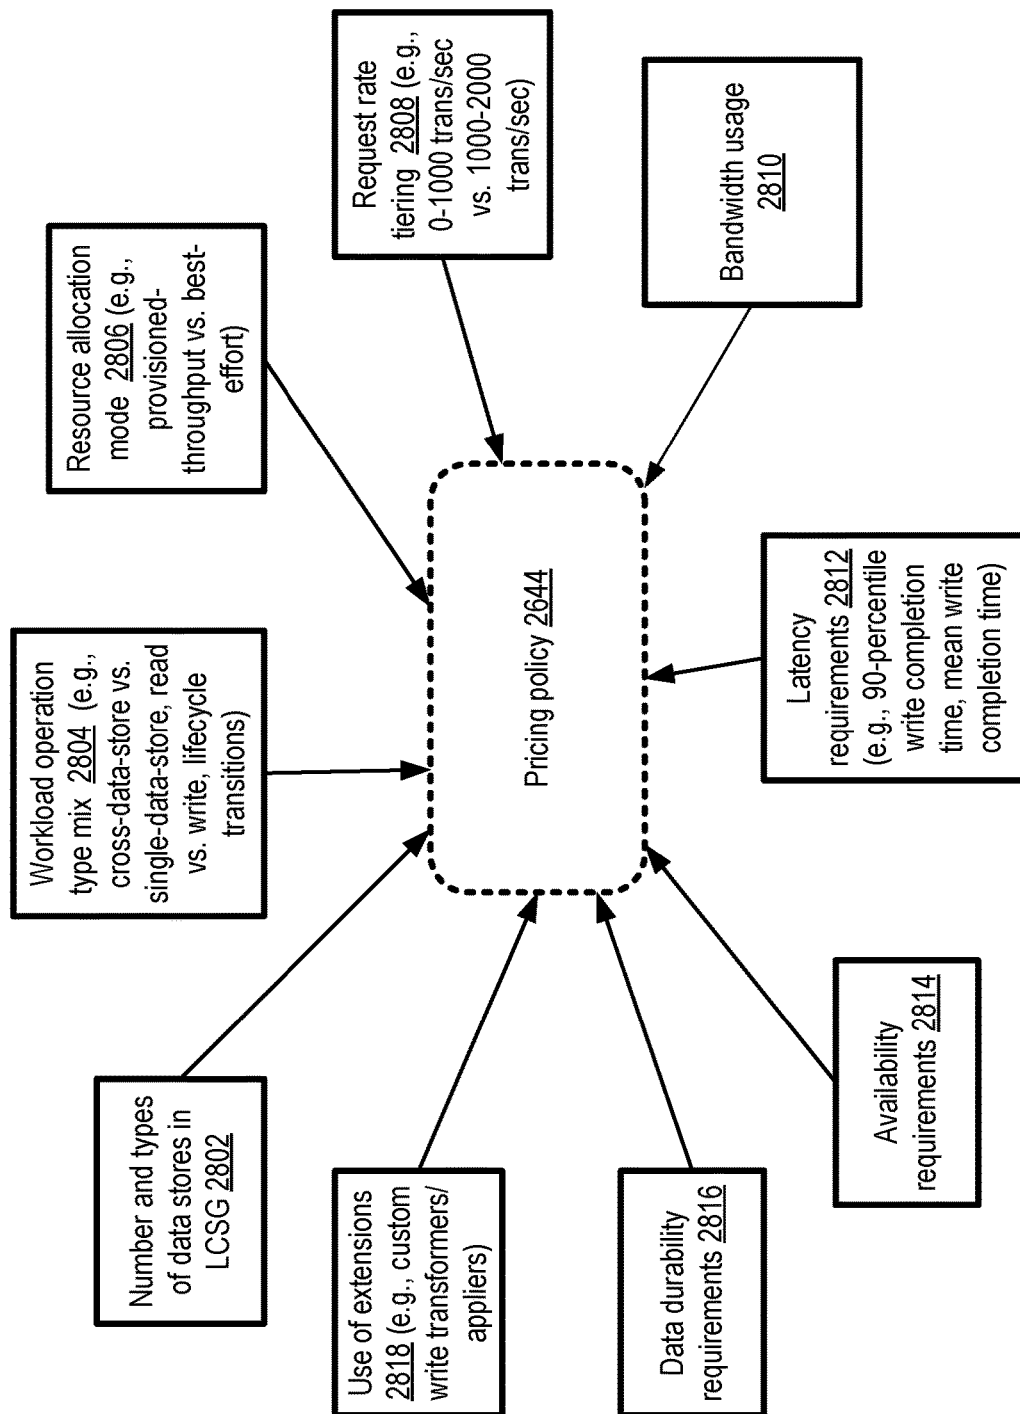 Number and types
of data stores in
LCSG 2802
Workload operation
type mix 2804 (e.g.,
cross-data-store vs.
single-data-store, read
vs. write, lifecycle
transitions)
Resource allocation
mode 2806 (e.g.,
provisioned-
throughput vs. best-
effort)
Request rate
tiering 2808 (e.g.,
0-1000 trans/sec
vs. 1000-2000
trans/sec)
Use of extensions
2818 (e.g., custom
write transformers/
appliers)
Pricing policy 2644
Bandwidth usage
2810
Data durability
requirements 2816
Availability
requirements 2814
Latency
requirements 2812
(e.g., 90-percentile
write completion
time, mean write
completion time)